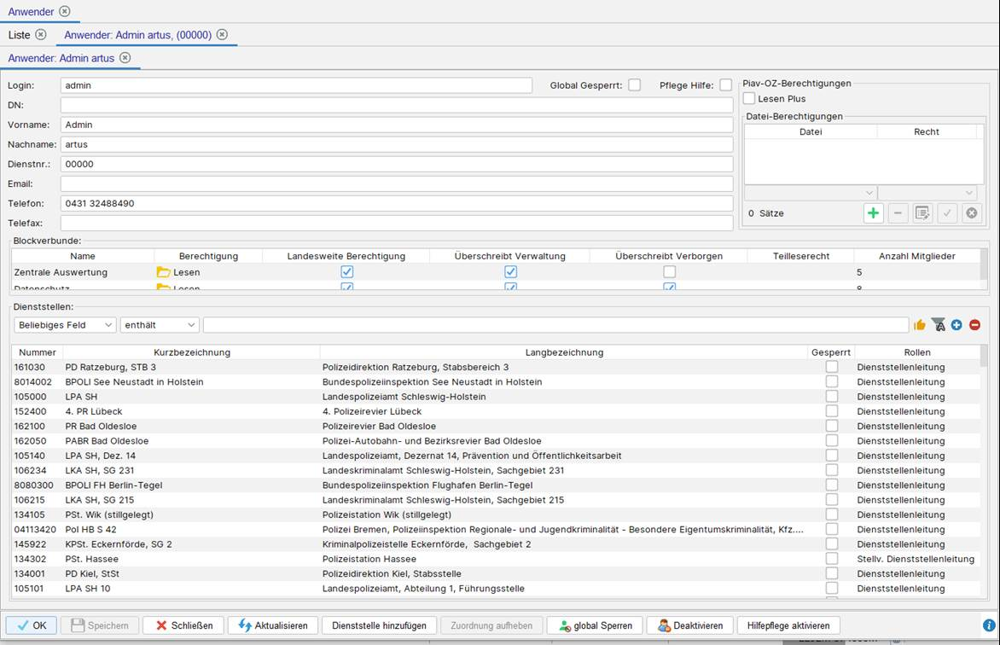 Anwender
Liste Anwender: Admin artus, (00000)
Anwender: Admin artus
Login: admin Global Gesperrt: Pflege Hilfe:
DN:
Vorname: Admin
Nachname: artus
Dienstnr.: 00000
Email:
Telefon: 0431 32488490
Telefax:
Piav-OZ-Berechtigungen
Lesen Plus
Datei-Berechtigungen
Datei Recht
0 Sätze
Blockverbunde:
Name Berechtigung Landesweite Berechtigung Überschreibt Verwaltung Überschreibt Verborgen Teilleserecht Anzahl Mitglieder
Zentrale Auswertung Lesen 5
Datenschutz Lesen 8
Dienststellen:
Beliebiges Feld enthält
Nummer Kurzbezeichnung Langbezeichnung Gesperrt Rollen
161030 PD Ratzeburg, STB 3 Polizeidirektion Ratzeburg, Stabsbereich 3 Dienststellenleitung
8014002 BPOLI See Neustadt in Holstein Bundespolizeiinspektion See Neustadt in Holstein Dienststellenleitung
105000 LPA SH Landespolizeiamt Schleswig-Holstein Dienststellenleitung
152400 4. PR Lübeck 4. Polizeirevier Lübeck Dienststellenleitung
162100 PR Bad Oldesloe Polizeirevier Bad Oldesloe Dienststellenleitung
162050 PABR Bad Oldesloe Polizei-Autobahn- und Bezirksrevier Bad Oldesloe Dienststellenleitung
105140 LPA SH, Dez. 14 Landespolizeiamt, Dezernat 14, Prävention und Öffentlichkeitsarbeit Dienststellenleitung
106234 LKA SH, SG 231 Landeskriminalamt Schleswig-Holstein, Sachgebiet 231 Dienststellenleitung
8080300 BPOLI FH Berlin-Tegel Bundespolizeiinspektion Flughafen Berlin-Tegel Dienststellenleitung
106215 LKA SH, SG 215 Landeskriminalamt Schleswig-Holstein, Sachgebiet 215 Dienststellenleitung
134105 PSt. Wik (stillgelegt) Polizeistation Wik (stillgelegt) Dienststellenleitung
04113420 Pol HB S 42 Polizei Bremen, Polizeiinspektion Regionale- und Jugendkriminalität - Besondere Eigentumskriminalität, Kfz.... Dienststellenleitung
145922 KPSt. Eckernförde, SG 2 Kriminalpolizeistelle Eckernförde, Sachgebiet 2 Dienststellenleitung
134302 PSt. Hassee Polizeistation Hassee Stellv. Dienststellenleitung
134001 PD Kiel, StSt Polizeidirektion Kiel, Stabsstelle Dienststellenleitung
105101 LPA SH 10 Landespolizeiamt, Abteilung 1, Führungsstelle Dienststellenleitung
OK Speichern Schließen Aktualisieren Dienststelle hinzufügen Zuordnung aufheben global Sperren Deaktivieren Hilfepflege aktivieren